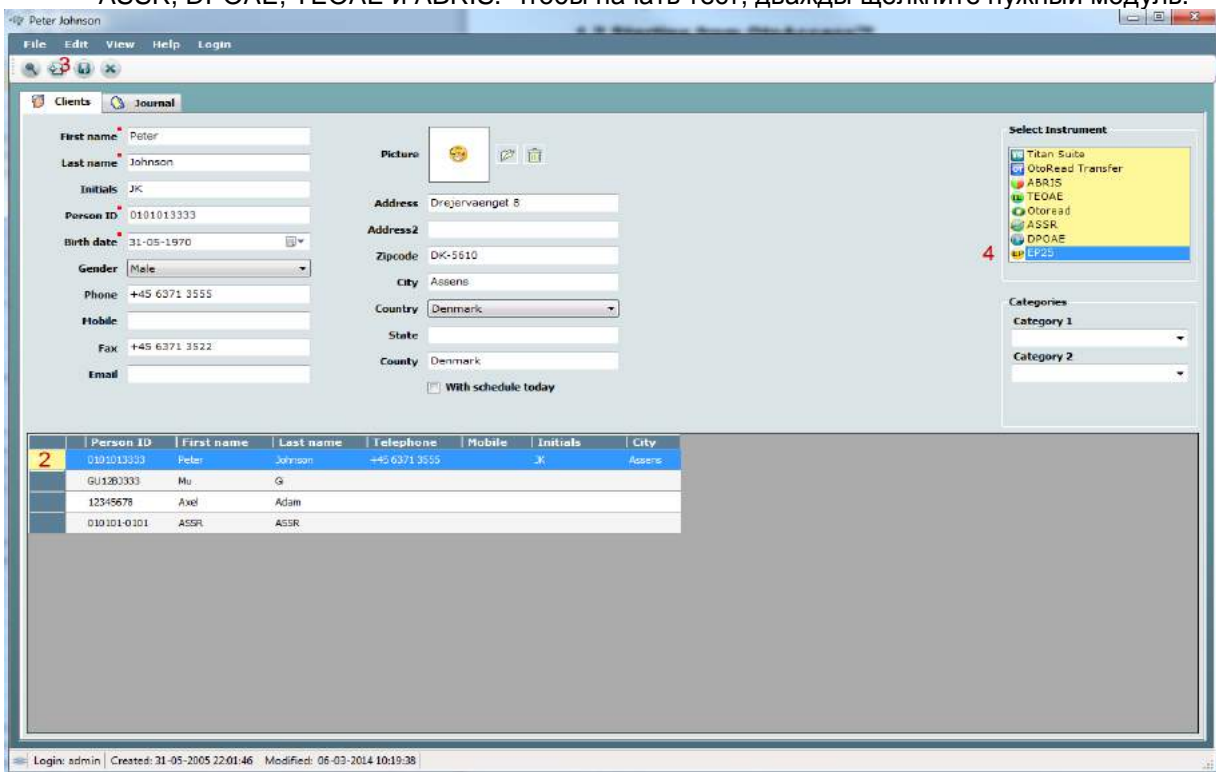 ASSR, DPOAE, TEOAE и ABRIS. Чтобы начать тест, дважды щелкните нужный модуль.
Peter Johnson
File Edit View Help Login
3
Clients Journal
First name Peter
Last name Johnson
Initials JK
Person ID 0101013333
Birth date 31-05-1970
Gender Male
Phone +45 6371 3555
Mobile
Fax +45 6371 3522
Email
Picture
Address Drejervaenget 8
Address2
Zipcode DK-5610
City Assens
Country Denmark
State
County Denmark
With schedule today
Select Instrument
Titan Suite
OtoRead Transfer
ABRIS
TEOAE
Otoread
ASSR
DPOAE
4 EP EP25
Categories
Category 1
Category 2
Person ID First name Last name Telephone Mobile Initials City
2 0101013333 Peter Johnson +45 6371 3555 JK Assens
GU1280333 Mu Gi
12345678 Axel Adam
010101-0101 ASSR ASSR
Login: admin Created: 31-05-2005 22:01:46 Modified: 06-03-2014 10:19:38